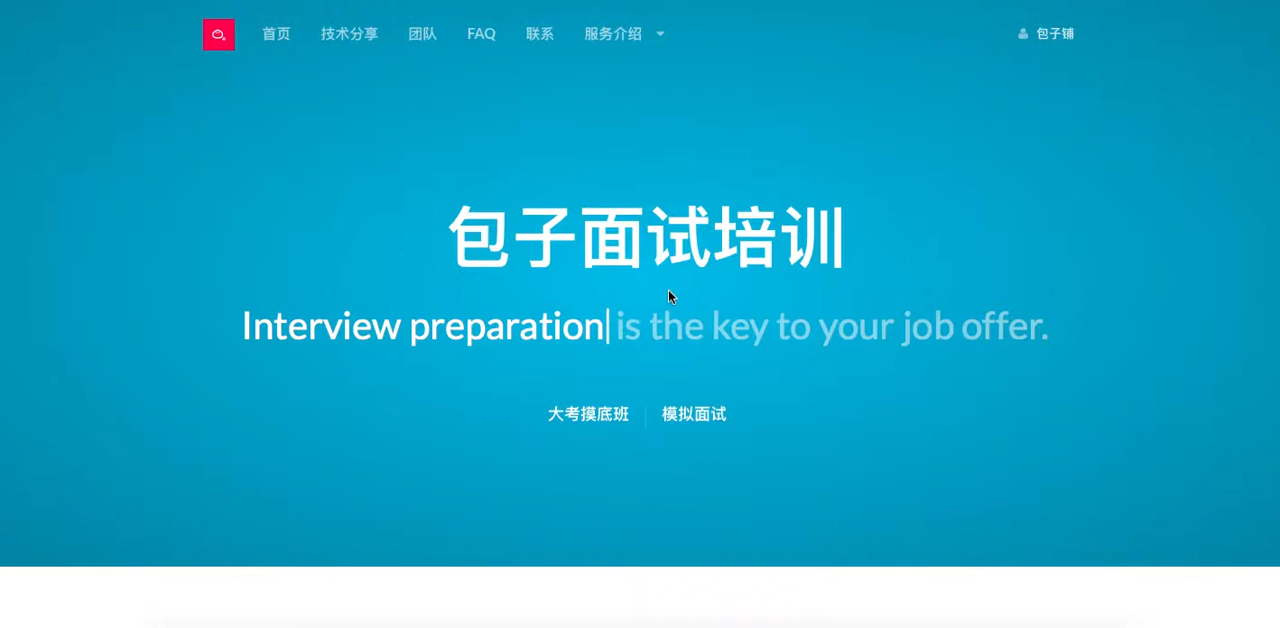 首页 技术分享 团队 FAQ 联系 服务介绍 包子铺
包子面试培训
Interview preparation is the key to your job offer.
大考摸底班 模拟面试